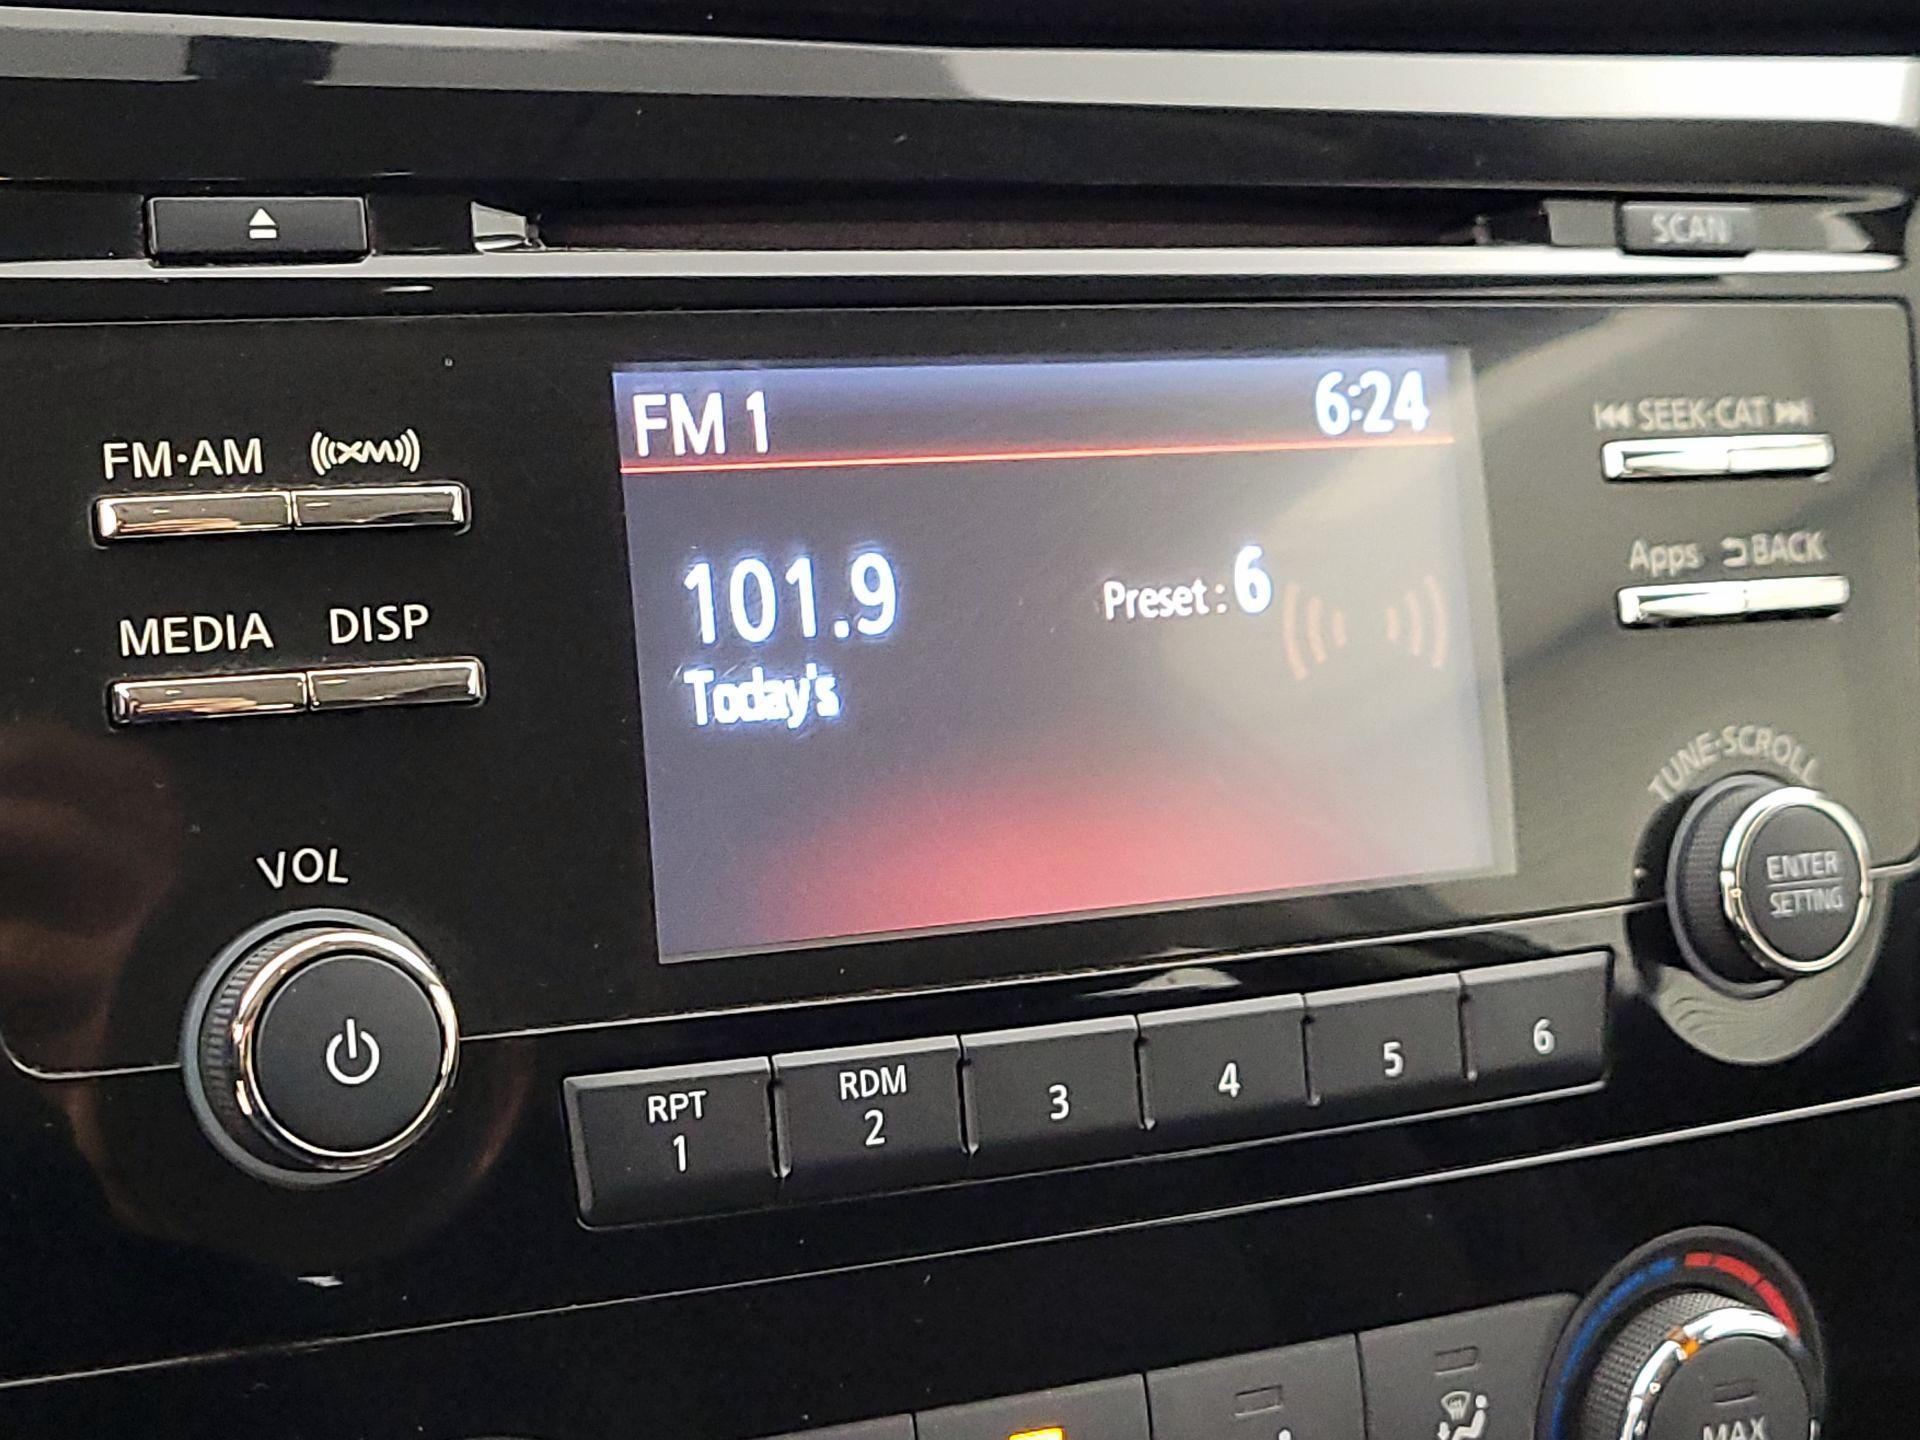 SCAN
FM 1 6:24
FM·AM ((XM))
SEEK·CAT
101.9 Preset : 6
Today's
Apps BACK
MEDIA DISP
TUNE·SCROLL
VOL
ENTER
SETTING
RPT
1
RDM
2
3
4
5
6
MAX